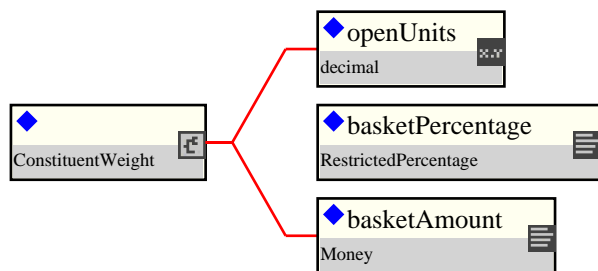 openUnits
decimal
x.y
ConstituentWeight
basketPercentage
RestrictedPercentage
basketAmount
Money